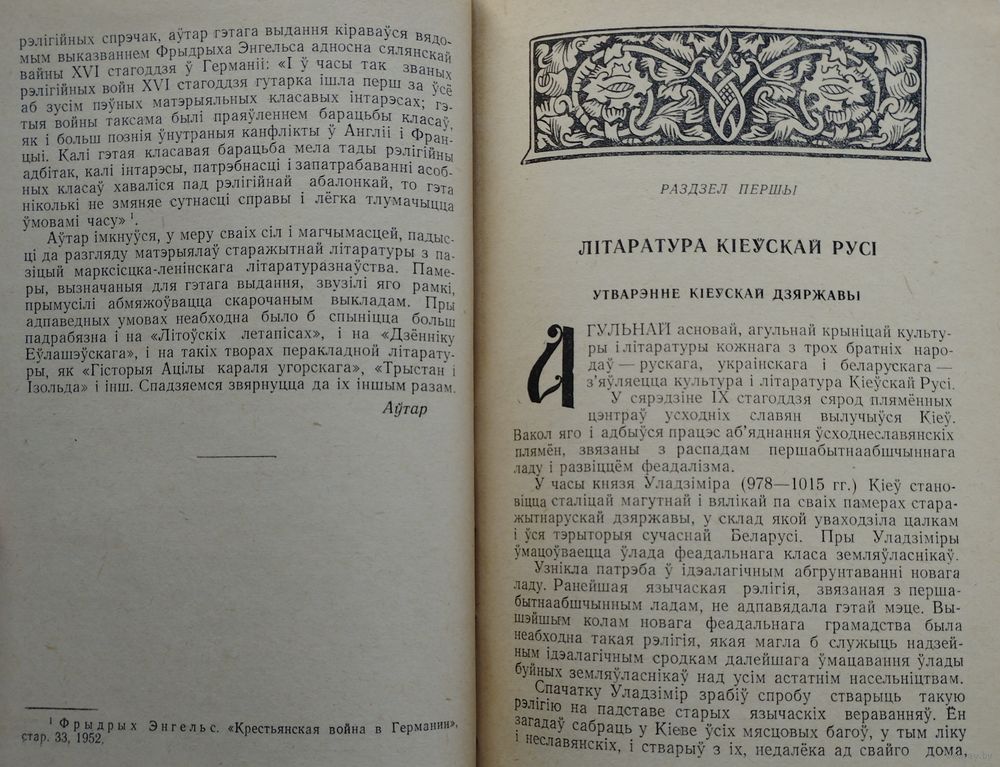 рэлігійных спрэчак, аўтар гэтага выдання кіраваўся вядо-
мым выказваннем Фрыдрыха Энгельса адносна сялянскай
вайны XVI стагоддзя ў Германіі: «І ў часы так званых
рэлігійных войн XVI стагоддзя гутарка ішла перш за ўсё
аб зусім пэўных матэрыяльных класавых інтарэсах; гэ-
тыя войны таксама былі праяўленнем барацьбы класаў,
як і больш познія ўнутраныя канфлікты ў Англіі і Фран-
цыі. Калі гэтая класавая барацьба мела тады рэлігійны
адбітак, калі інтарэсы, патрэбнасці і запатрабаванні асоб-
ных класаў хаваліся пад рэлігійнай абалонкай, то гэта
ніколькі не змяняе сутнасці справы і лёгка тлумачыцца
ўмовамі часу» ¹.
Аўтар імкнуўся, у меру сваіх сіл і магчымасцей, падыс-
ці да разгляду матэрыялаў старажытнай літаратуры з па-
зіцый марксісцка-ленінскага літаратуразнаўства. Паме-
ры, вызначаныя для гэтага выдання, звузілі яго рамкі,
прымусілі абмяжоўвацца скарочаным выкладам. Пры
адпаведных умовах неабходна было б спыніцца больш
падрабязна і на «Літоўскіх летапісах», і на «Дзённіку
Еўлашэўскага», і на такіх творах перакладной літарату-
ры, як «Гісторыя Ацілы караля угорскага», «Трыстан і
Ізольда» і інш. Спадзяемся звярнуцца да іх іншым разам.
Аўтар
¹ Фрыдрых Энгельс. «Крестьянская война в Германии»,
стар. 33, 1952.
РАЗДЗЕЛ ПЕРШЫ
ЛІТАРАТУРА КІЕЎСКАЙ РУСІ
УТВАРЭННЕ КІЕЎСКАЙ ДЗЯРЖАВЫ
АГУЛЬНАЙ асновай, агульнай крыніцай культу-
ры і літаратуры кожнага з трох братніх наро-
даў — рускага, украінскага і беларускага —
з’яўляецца культура і літаратура Кіеўскай Русі.
У сярэдзіне IX стагоддзя сярод плямённых
цэнтраў усходніх славян вылучыўся Кіеў.
Вакол яго і адбыўся працэс аб’яднання ўсходнеславянскіх
плямён, звязаны з распадам першабытнаабшчыннага
ладу і развіццём феадалізма.
У часы князя Уладзіміра (978—1015 гг.) Кіеў стано-
віцца сталіцай магутнай і вялікай па сваіх памерах стара-
жытнарускай дзяржавы, у склад якой уваходзіла цалкам
і ўся тэрыторыя сучаснай Беларусі. Пры Уладзіміры
ўмацоўваецца ўлада феадальнага класа земляўласнікаў.
Узнікла патрэба ў ідэалагічным абгрунтаванні новага
ладу. Ранейшая язычаская рэлігія, звязаная з перша-
бытнаабшчынным ладам, не адпавядала гэтай мэце. Вы-
шэйшым колам новага феадальнага грамадства была
неабходна такая рэлігія, якая магла б служыць надзей-
ным ідэалагічным сродкам далейшага ўмацавання ўлады
буйных земляўласнікаў над усім астатнім насельніцтвам.
Спачатку Уладзімір зрабіў спробу стварыць такую
рэлігію на падставе старых язычаскіх вераванняў. Ён
загадаў сабраць у Кіеве ўсіх мясцовых багоў, у тым ліку
і неславянскіх, і стварыў з іх, недалёка ад свайго дома,